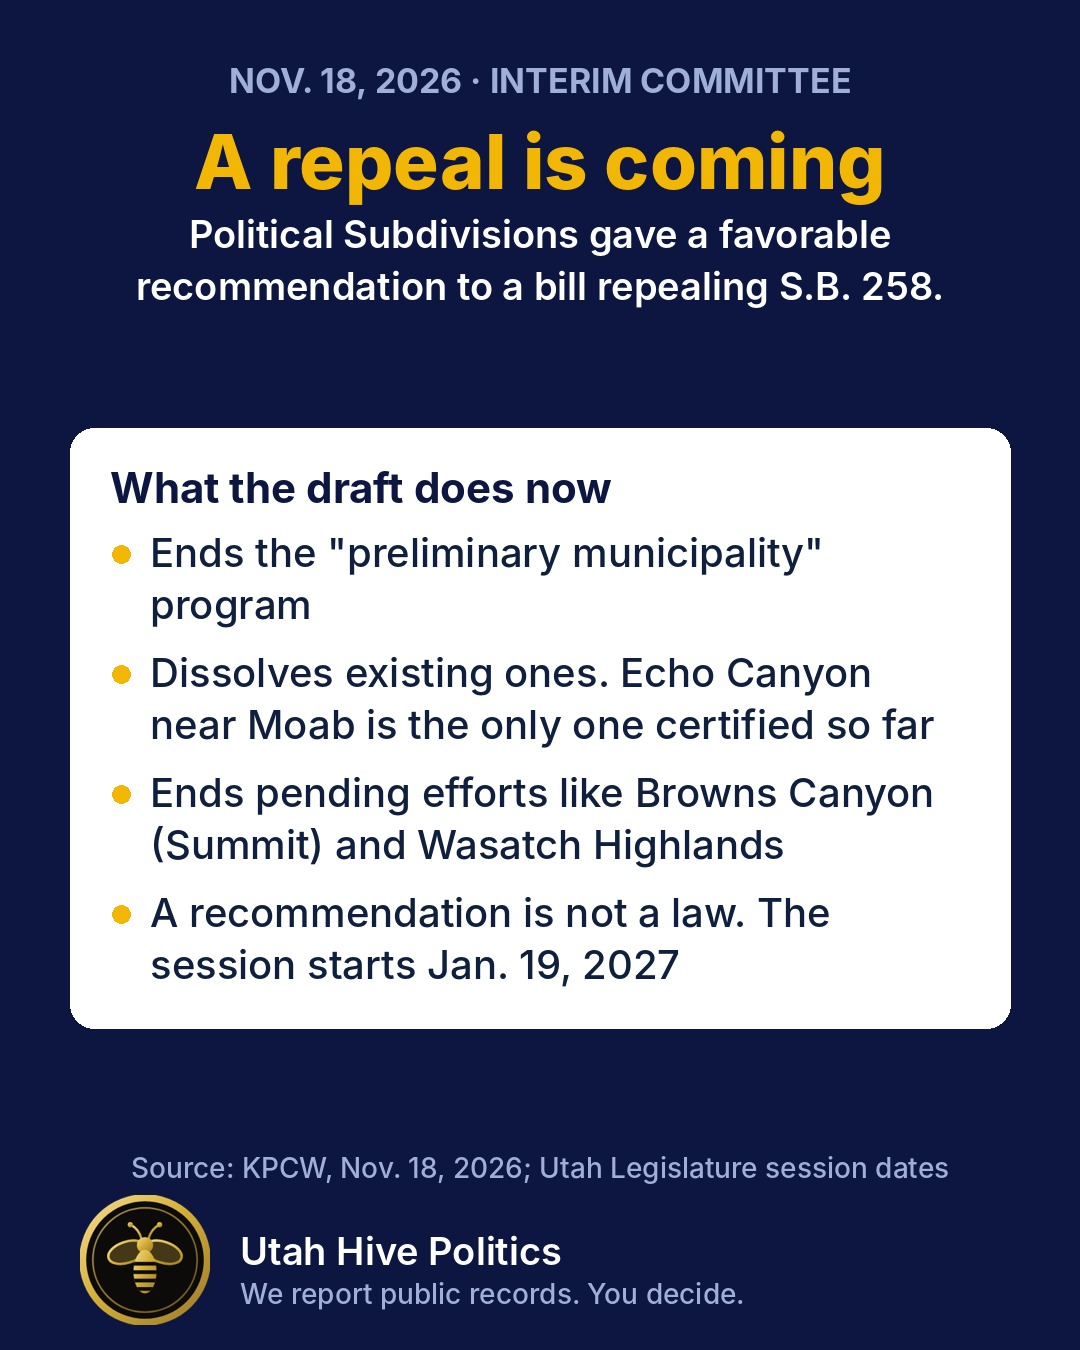 NOV. 18, 2026 · INTERIM COMMITTEE
A repeal is coming
Political Subdivisions gave a favorable
recommendation to a bill repealing S.B. 258.
What the draft does now
Ends the "preliminary municipality"
program
Dissolves existing ones. Echo Canyon
near Moab is the only one certified so far
Ends pending efforts like Browns Canyon
(Summit) and Wasatch Highlands
A recommendation is not a law. The
session starts Jan. 19, 2027
Source: KPCW, Nov. 18, 2026; Utah Legislature session dates
Utah Hive Politics
We report public records. You decide.